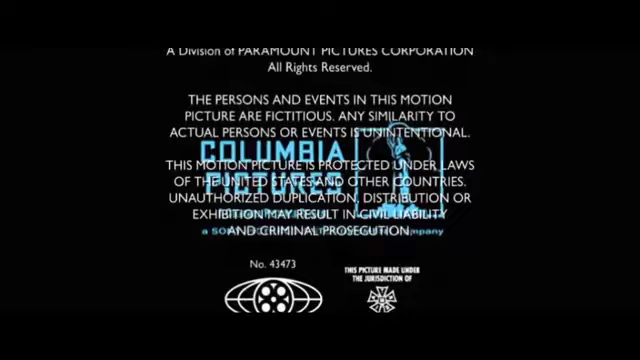 A Division of PARAMOUNT PICTURES CORPORATION
All Rights Reserved.
THE PERSONS AND EVENTS IN THIS MOTION
PICTURE ARE FICTITIOUS. ANY SIMILARITY TO
ACTUAL PERSONS OR EVENTS IS UNINTENTIONAL.
COLUMBIA
PICTURES
THIS MOTION PICTURE IS PROTECTED UNDER LAWS
OF THE UNITED STATES AND OTHER COUNTRIES.
UNAUTHORIZED DUPLICATION, DISTRIBUTION OR
EXHIBITION MAY RESULT IN CIVIL LIABILITY
AND CRIMINAL PROSECUTION.
a SO company
No. 43473
THIS PICTURE MADE UNDER
THE JURISDICTION OF